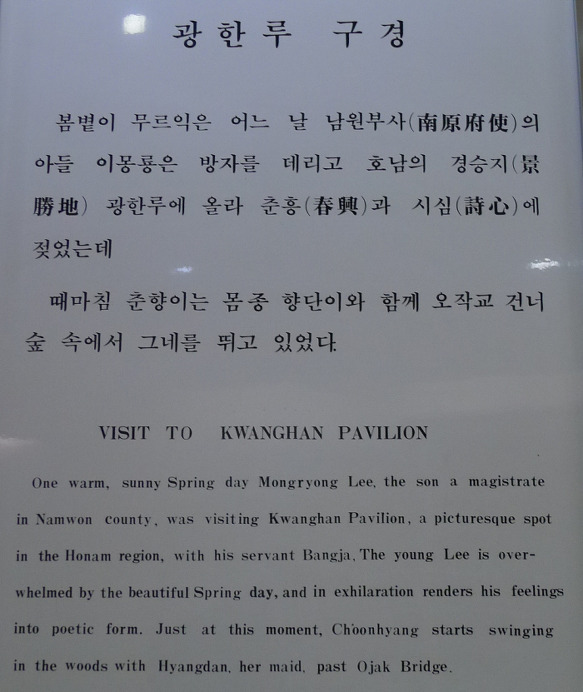 광한루 구경
봄볕이 무르익은 어느 날 남원부사(南原府使)의
아들 이몽룡은 방자를 데리고 호남의 경승지(景
勝地) 광한루에 올라 춘흥(春興)과 시심(詩心)에
젖었는데
때마침 춘향이는 몸종 향단이와 함께 오작교 건너
숲 속에서 그네를 뛰고 있었다.
VISIT TO KWANGHAN PAVILION
One warm, sunny Spring day Mongryong Lee, the son a magistrate
in Namwon county, was visiting Kwanghan Pavilion, a picturesque spot
in the Honam region, with his servant Bangja. The young Lee is over-
whelmed by the beautiful Spring day, and in exhilaration renders his feelings
into poetic form. Just at this moment, Ch'oonhyang starts swinging
in the woods with Hyangdan, her maid, past Ojak Bridge.